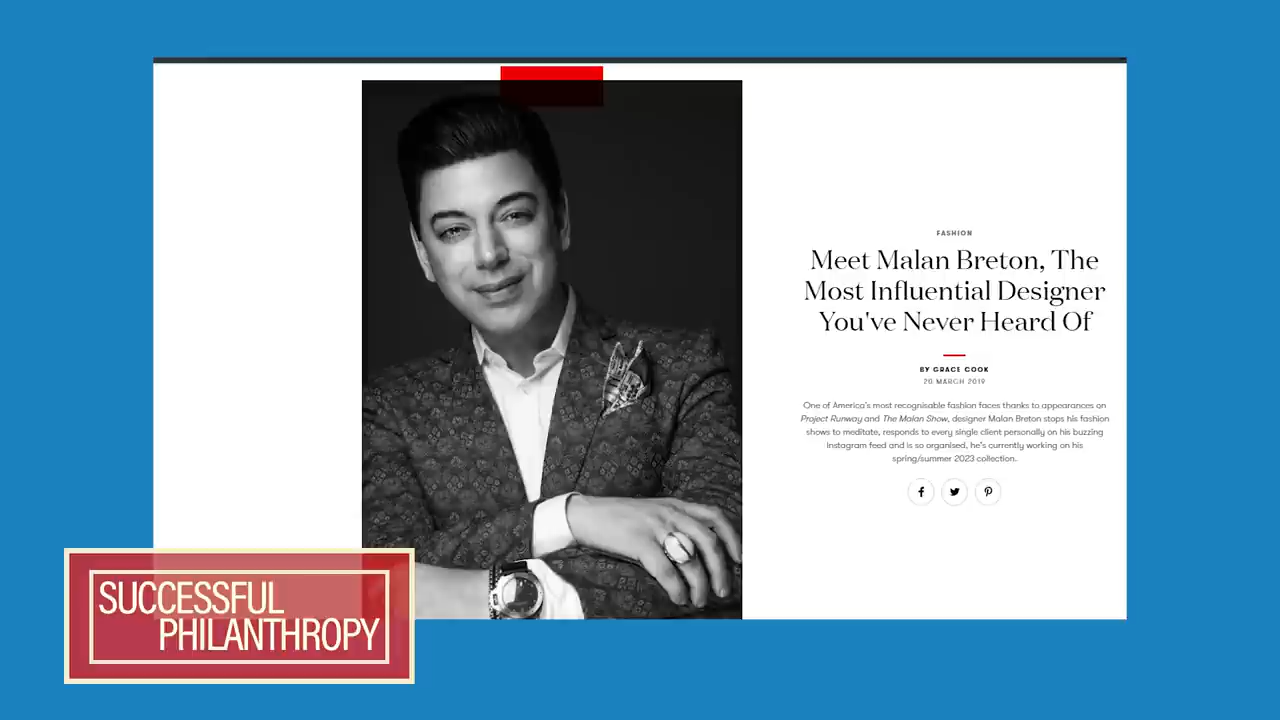 FASHION
Meet Malan Breton, The
Most Influential Designer
You've Never Heard Of
BY GRACE COOK
20 MARCH 2019
One of America's most recognisable fashion faces thanks to appearances on
Project Runway and The Malan Show, designer Malan Breton stops his fashion
shows to meditate, responds to every single client personally on his buzzing
Instagram feed and is so organised, he's currently working on his
spring/summer 2023 collection.
SUCCESSFUL
PHILANTHROPY